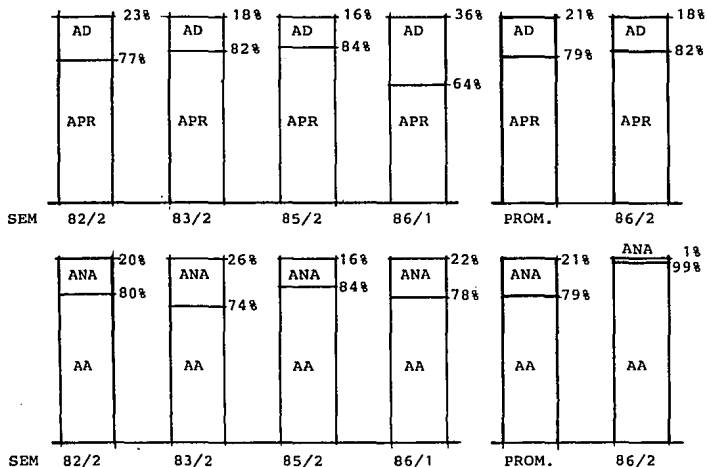 23% 18% 16% 36% 21% 18%
AD AD AD AD AD AD
77% 82% 84% 79% 82%
64%
APR APR APR APR APR APR
SEM 82/2 83/2 85/2 86/1 PROM. 86/2
ANA 1%
20% 26% 16% 22% 21% 99%
ANA ANA ANA ANA ANA
80% 74% 84% 78% 79%
AA AA AA AA AA AA
SEM 82/2 83/2 85/2 86/1 PROM. 86/2